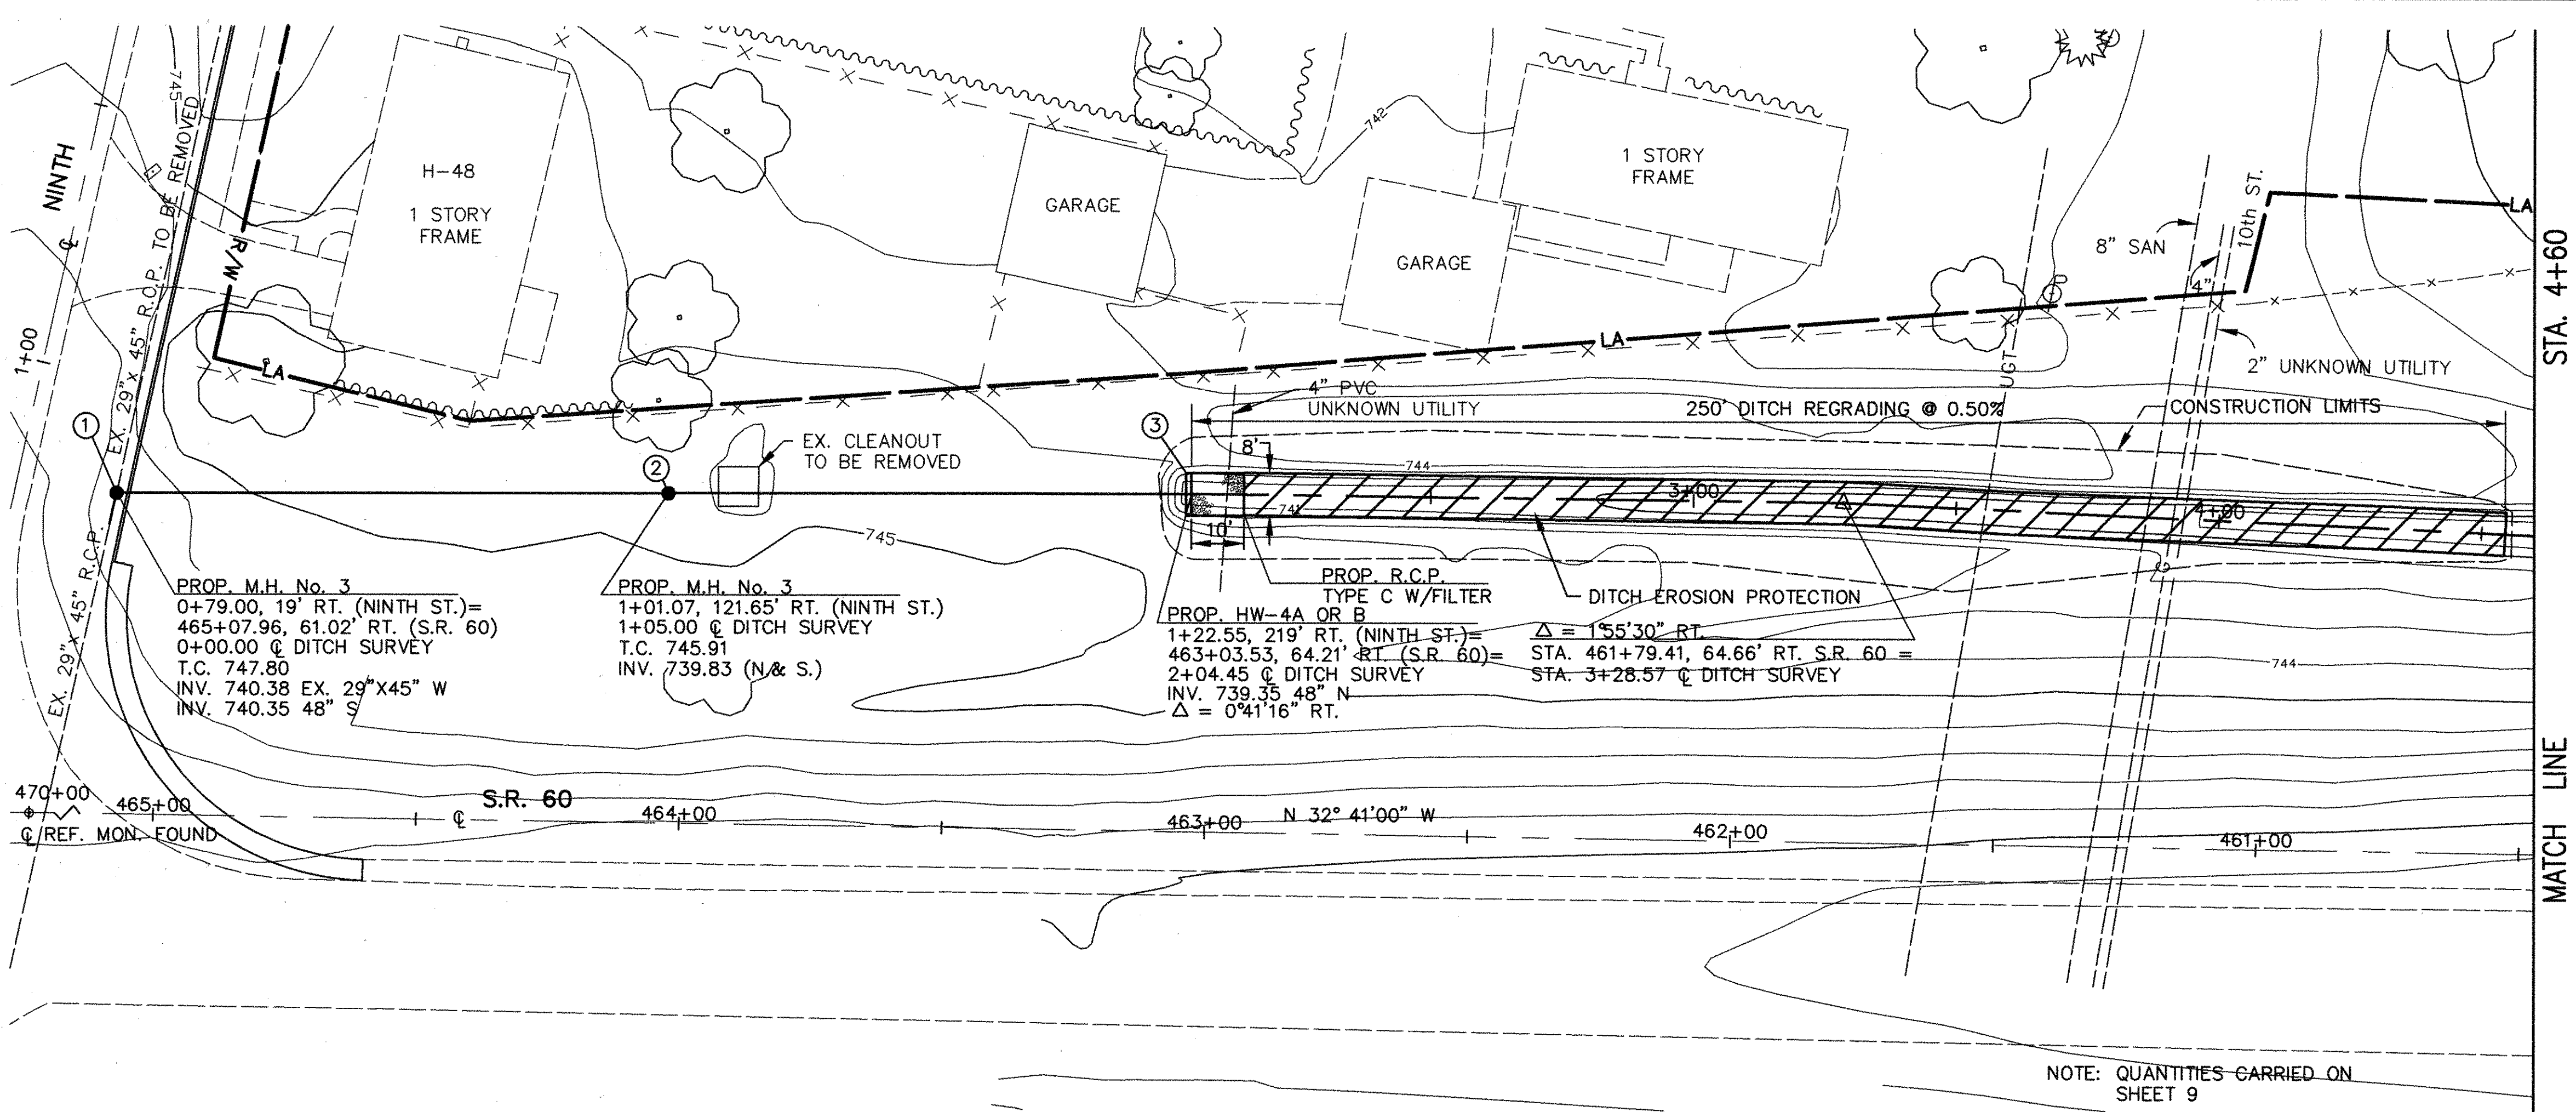 NINTH
℄
1+00
745
EX. 29"x 45" R.C.P. TO BE REMOVED
EX. 29"x 45" R.C.P.
R/W
H-48
1 STORY
FRAME
LA
GARAGE
742
GARAGE
1 STORY
FRAME
LA
UGT
8" SAN
10th ST.
4"
LA
2" UNKNOWN UTILITY
STA. 4+60
MATCH LINE
4" PVC
UNKNOWN UTILITY
250' DITCH REGRADING @ 0.50%
CONSTRUCTION LIMITS
1
2
3
EX. CLEANOUT
TO BE REMOVED
8'
10'
744
741
3+00
4+00
745
PROP. M.H. No. 3
0+79.00, 19' RT. (NINTH ST.)=
465+07.96, 61.02' RT. (S.R. 60)
0+00.00 ℄ DITCH SURVEY
T.C. 747.80
INV. 740.38 EX. 29"X45" W
INV. 740.35 48" S
PROP. M.H. No. 3
1+01.07, 121.65' RT. (NINTH ST.)
1+05.00 ℄ DITCH SURVEY
T.C. 745.91
INV. 739.83 (N.& S.)
PROP. R.C.P.
TYPE C W/FILTER
PROP. HW-4A OR B
1+22.55, 219' RT. (NINTH ST.)=
463+03.53, 64.21' RT. (S.R. 60)=
2+04.45 ℄ DITCH SURVEY
INV. 739.35 48" N
Δ = 0°41'16" RT.
DITCH EROSION PROTECTION
Δ = 1°55'30" RT.
STA. 461+79.41, 64.66' RT. S.R. 60 =
STA. 3+28.57 ℄ DITCH SURVEY
744
470+00
465+00
℄ REF. MON. FOUND
℄
S.R. 60
464+00
463+00
N 32° 41'00" W
462+00
461+00
NOTE: QUANTITIES CARRIED ON
SHEET 9